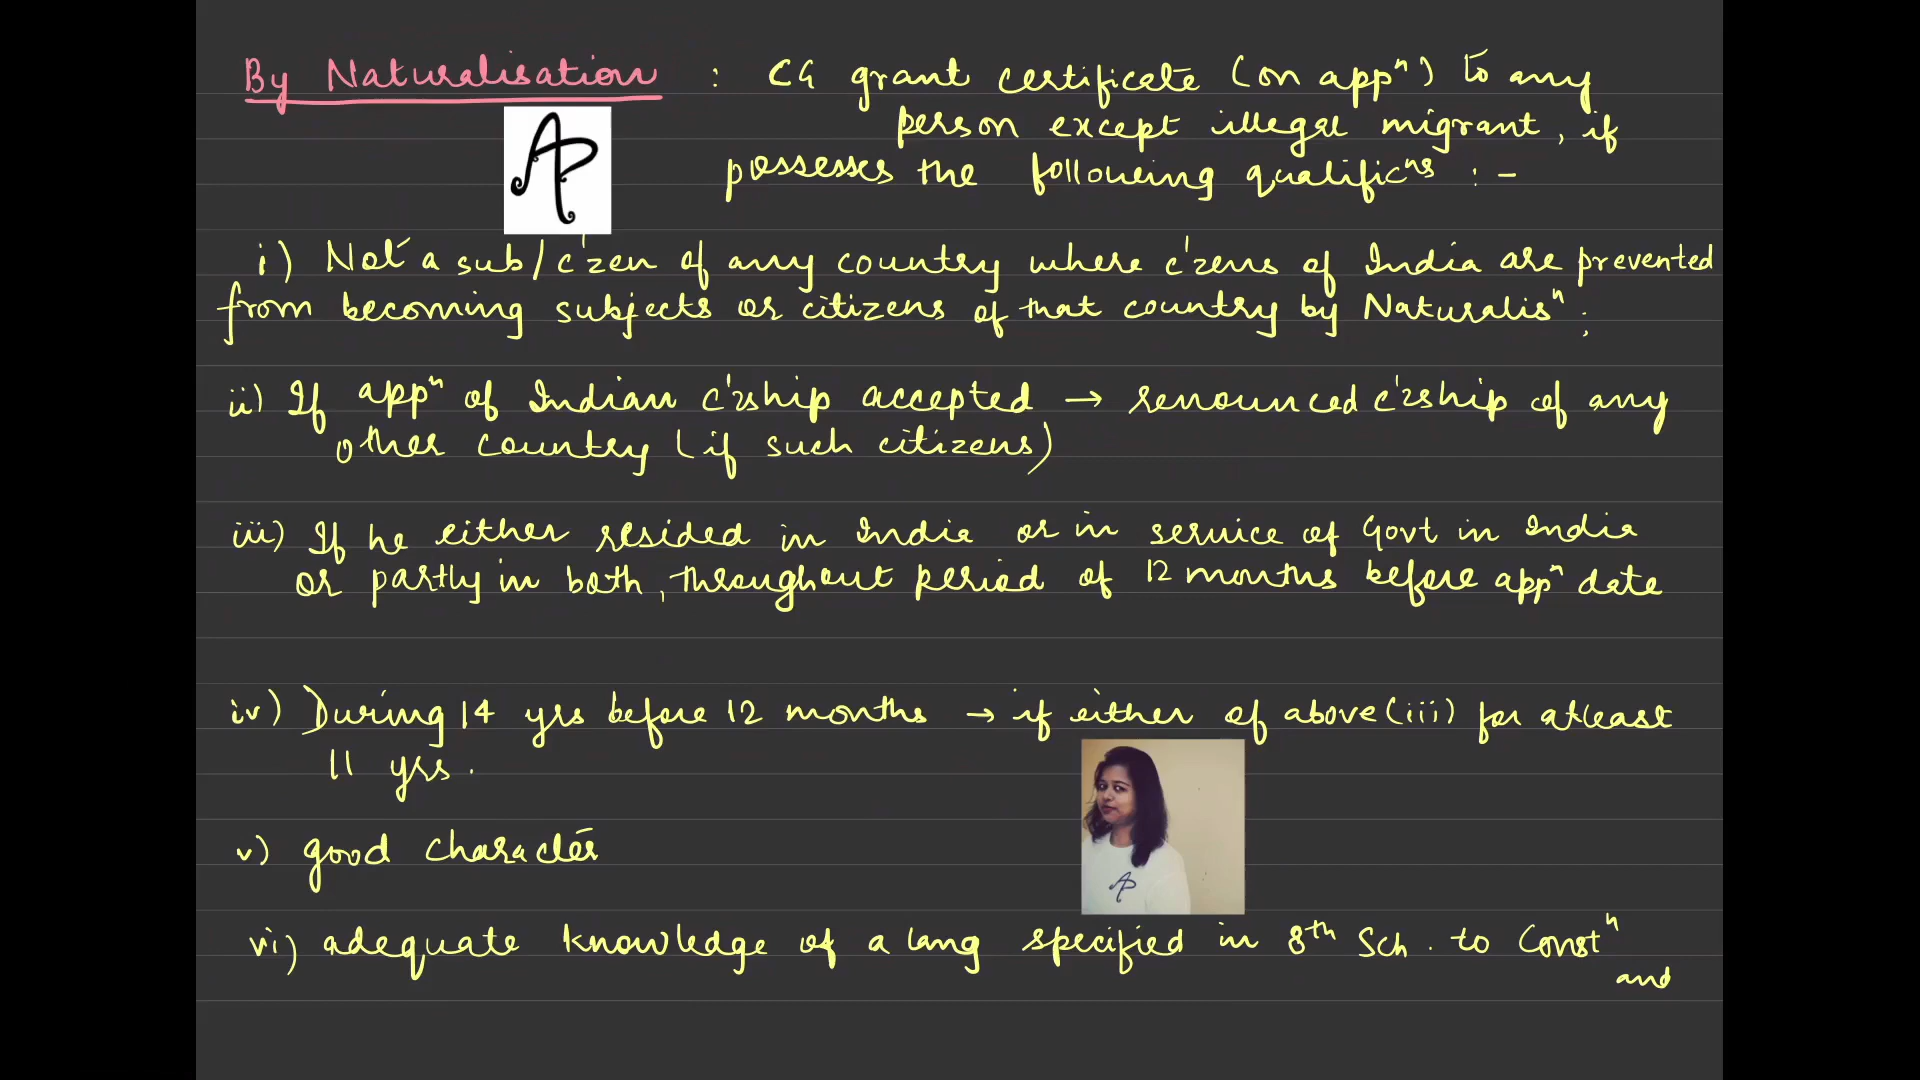 By Naturalisation : CG grant certificate (on appⁿ) to any
person except illegal migrant, if
possesses the following qualificⁿˢ : -
AP
i) Not a sub/c'zen of any country where c'zens of India are prevented
from becoming subjects or citizens of that country by Naturalisⁿ ;
ii) If appⁿ of Indian c'zship accepted → renounced c'zship of any
other country (if such citizens)
iii) If he either resided in India or in service of Govt in India
or partly in both, throughout period of 12 months before appⁿ date
iv) During 14 yrs before 12 months → if either of above (iii) for atleast
11 yrs.
v) good character
AP
vi) adequate knowledge of a lang specified in 8th Sch. to Constⁿ
and